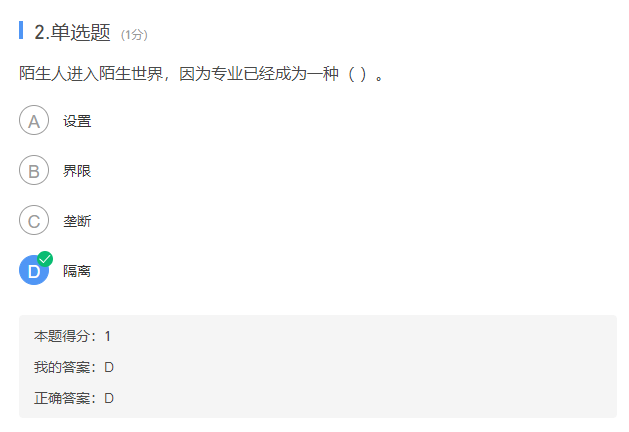 2.单选题 (1分)
陌生人进入陌生世界，因为专业已经成为一种（ ）。
A 设置
B 界限
C 垄断
D 隔离
本题得分：1
我的答案：D
正确答案：D